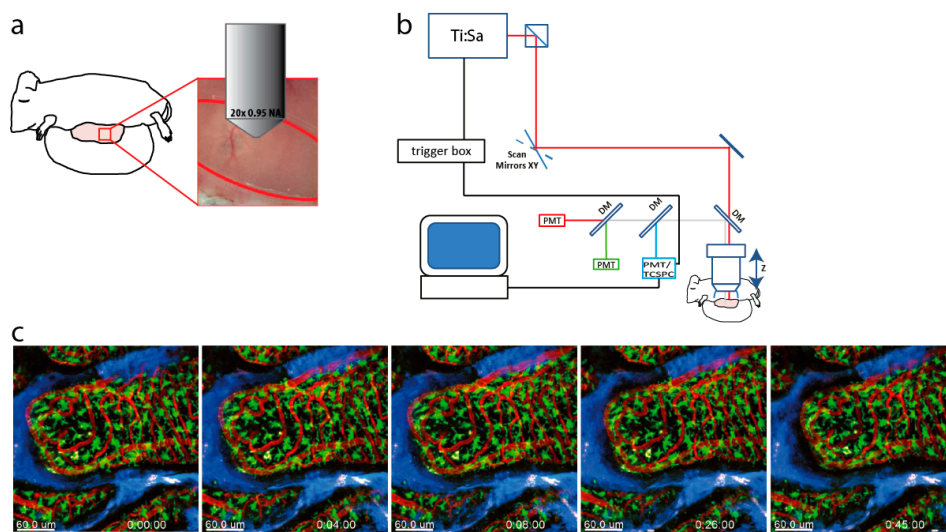 a
20x 0.95 NA
b
Ti:Sa
trigger box
Scan
Mirrors XY
DM
DM
DM
PMT
PMT
PMT/
TCSPC
Z
c
60.0 um 0:00:00
60.0 um 0:04:00
60.0 um 0:08:00
60.0 um 0:26:00
60.0 um 0:45:00